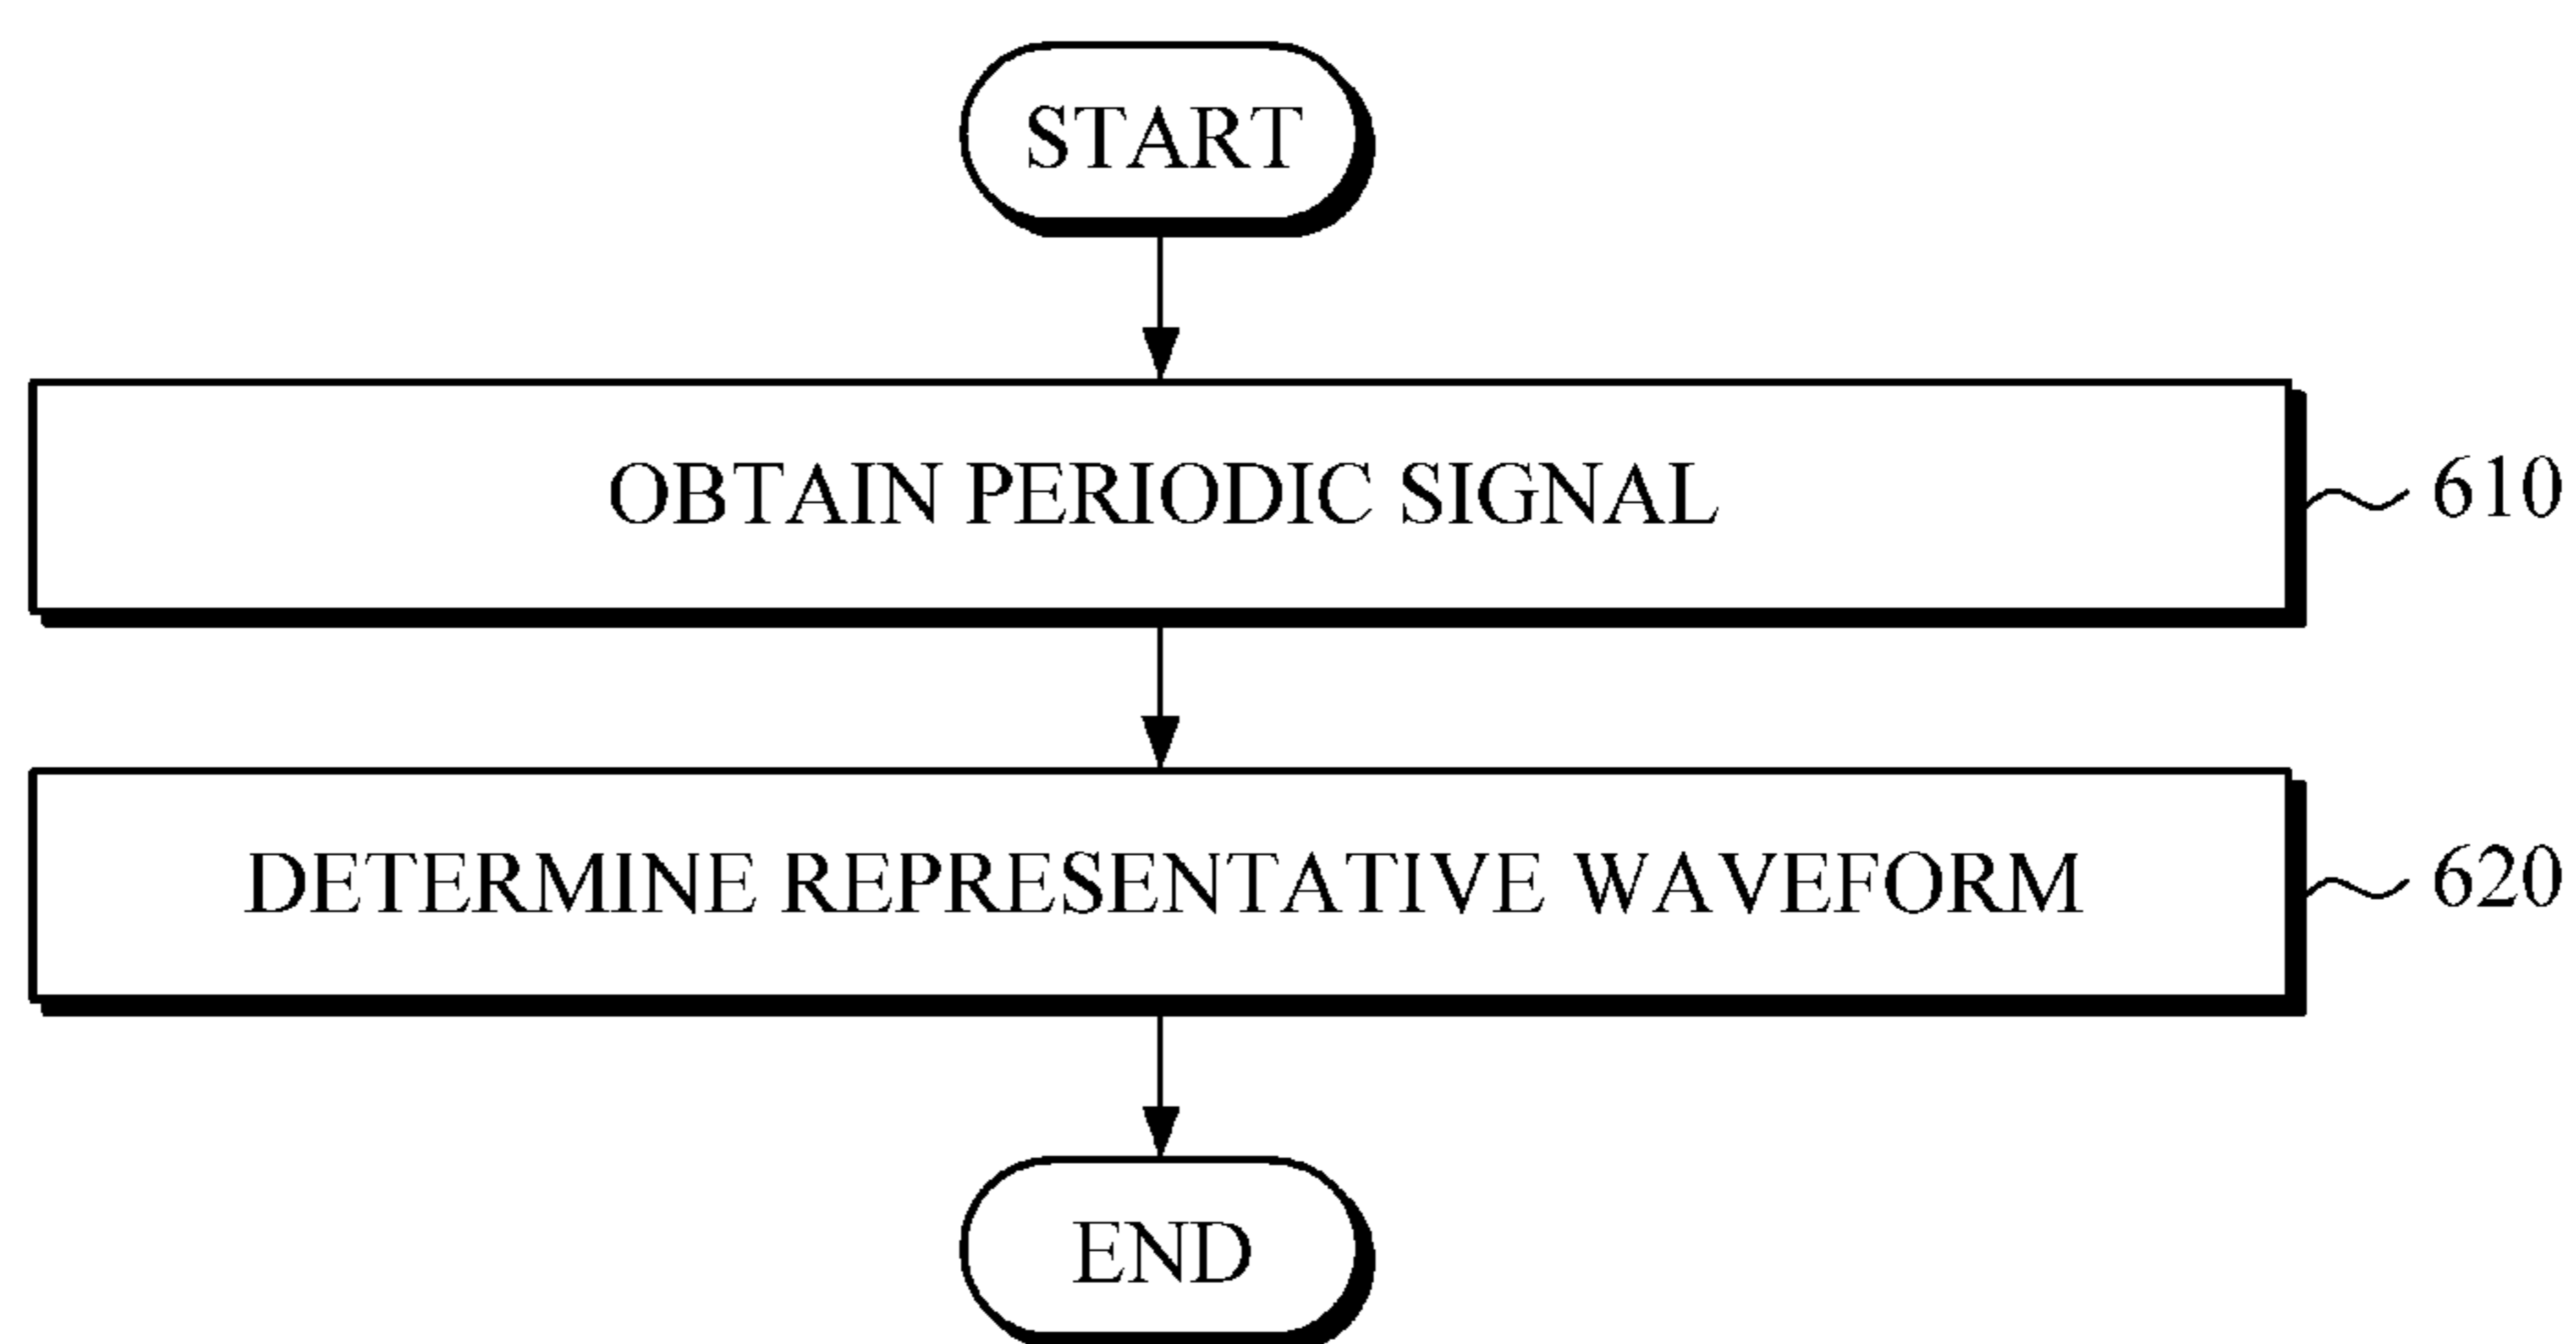 START
OBTAIN PERIODIC SIGNAL
610
DETERMINE REPRESENTATIVE WAVEFORM
620
END